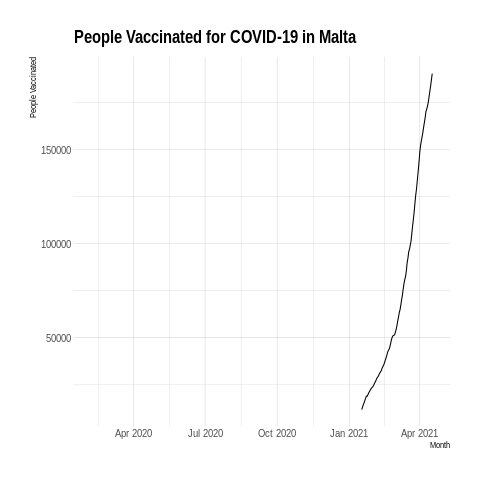 People Vaccinated for COVID-19 in Malta
People Vaccinated
150000
100000
50000
Apr 2020 Jul 2020 Oct 2020 Jan 2021 Apr 2021
Month